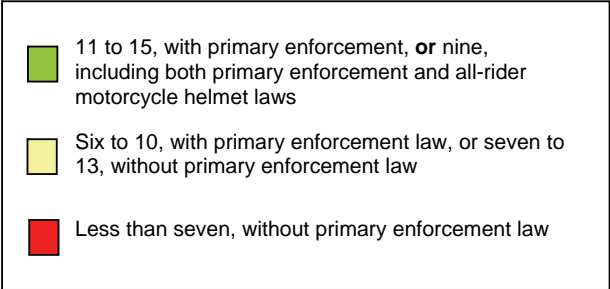 11 to 15, with primary enforcement, or nine,
including both primary enforcement and all-rider
motorcycle helmet laws
Six to 10, with primary enforcement law, or seven to
13, without primary enforcement law
Less than seven, without primary enforcement law